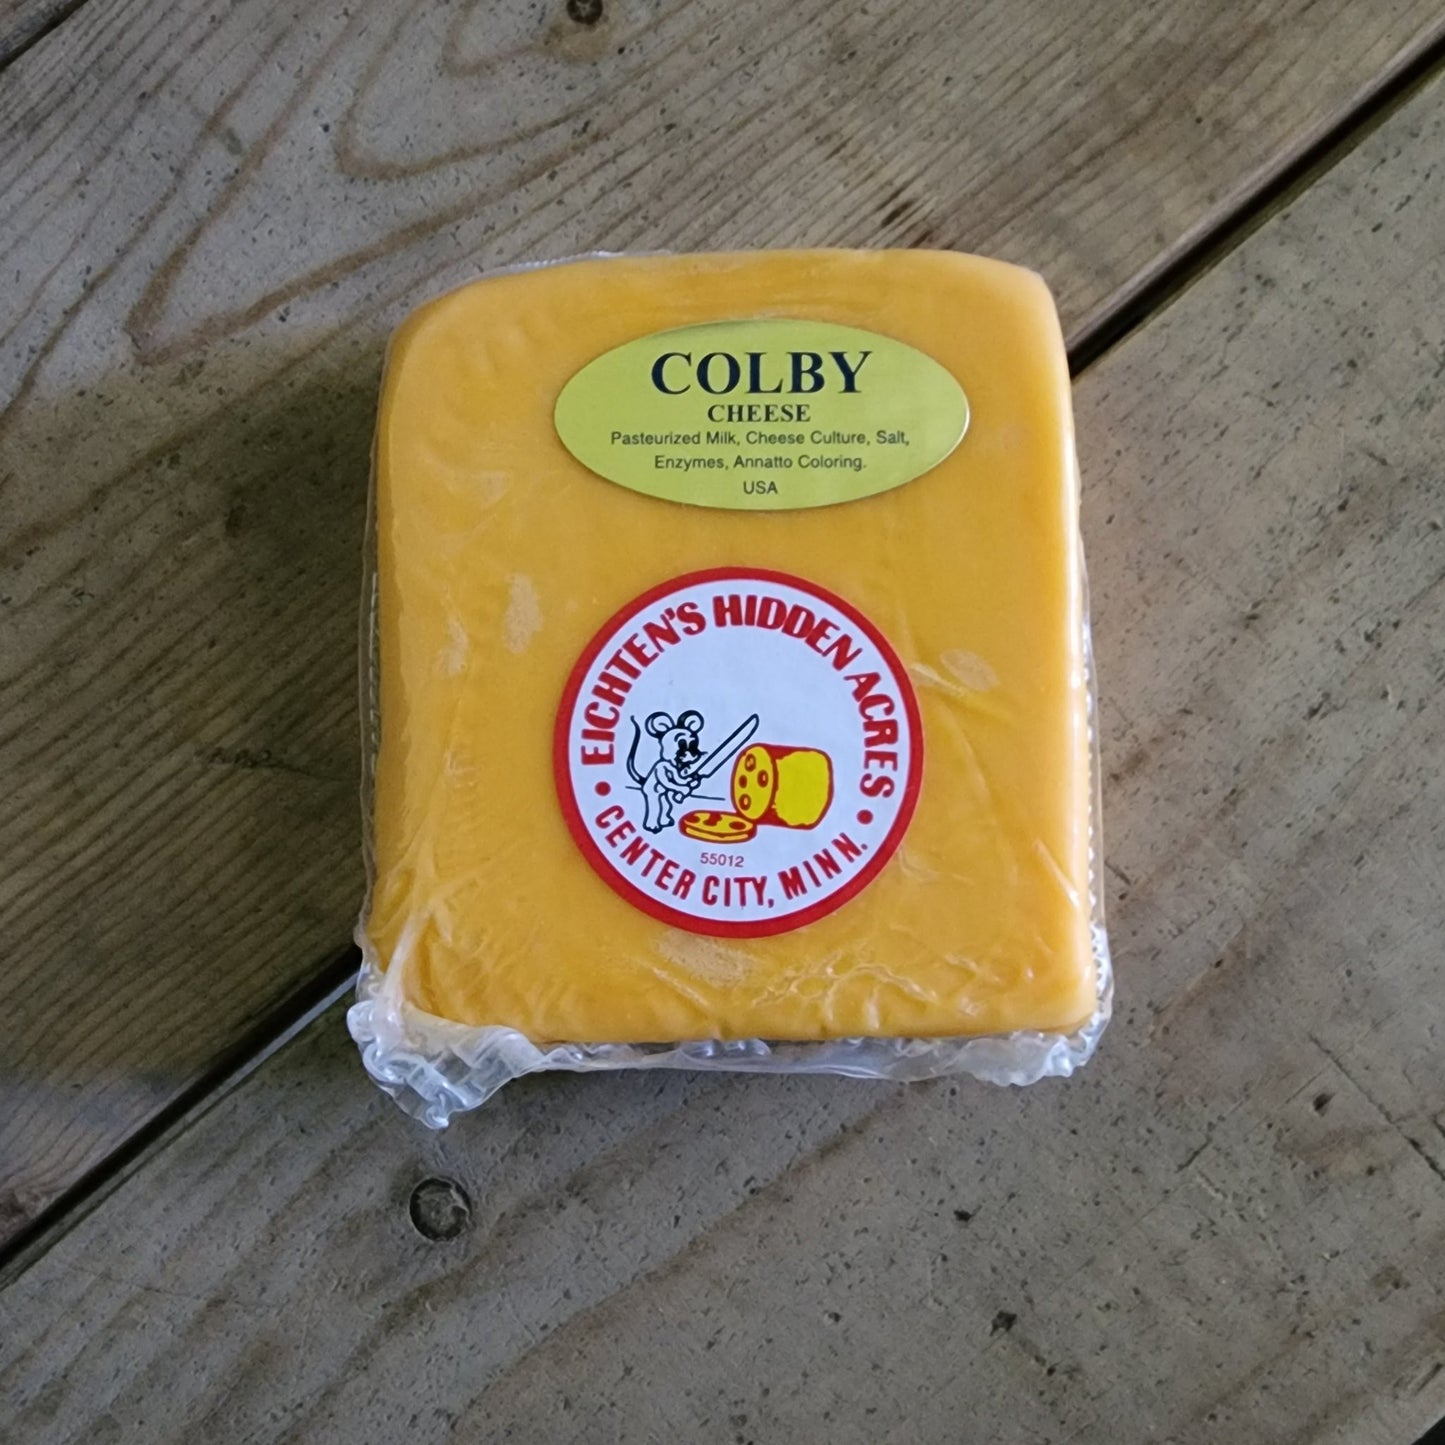 COLBY
CHEESE
Pasteurized Milk, Cheese Culture, Salt,
Enzymes, Annatto Coloring.
USA
EICHTEN'S HIDDEN ACRES
55012
• CENTER CITY, MINN. •